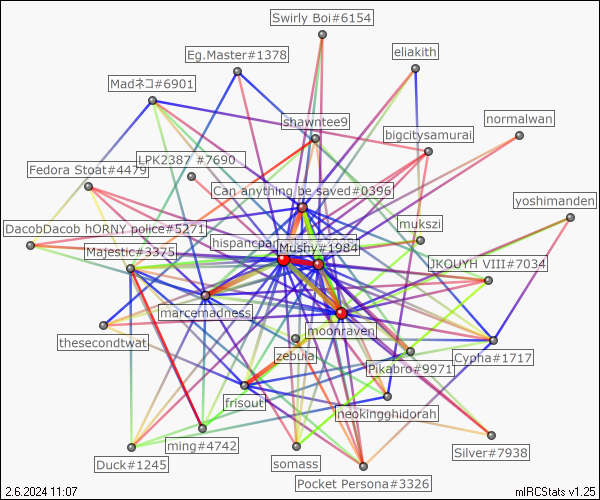 Swirly Boi#6154
Eg.Master#1378
eliakith
Madネコ#6901
normalwan
shawntee9
bigcitysamurai
LPK2387 #7690
Fedora Stoat#4479
Can anything be saved#0396
yoshimanden
DacobDacob hORNY police#5271
mukszi
hispancpan
Mushy#1984
Majestic#3375
JKOUYH VIII#7034
marcemadness
moonraven
thesecondtwat
zebula
Cypha#1717
Pikabro#9971
frisout
neokingghidorah
ming#4742
Silver#7938
Duck#1245
somass
Pocket Persona#3326
2.6.2024 11:07
mIRCStats v1.25